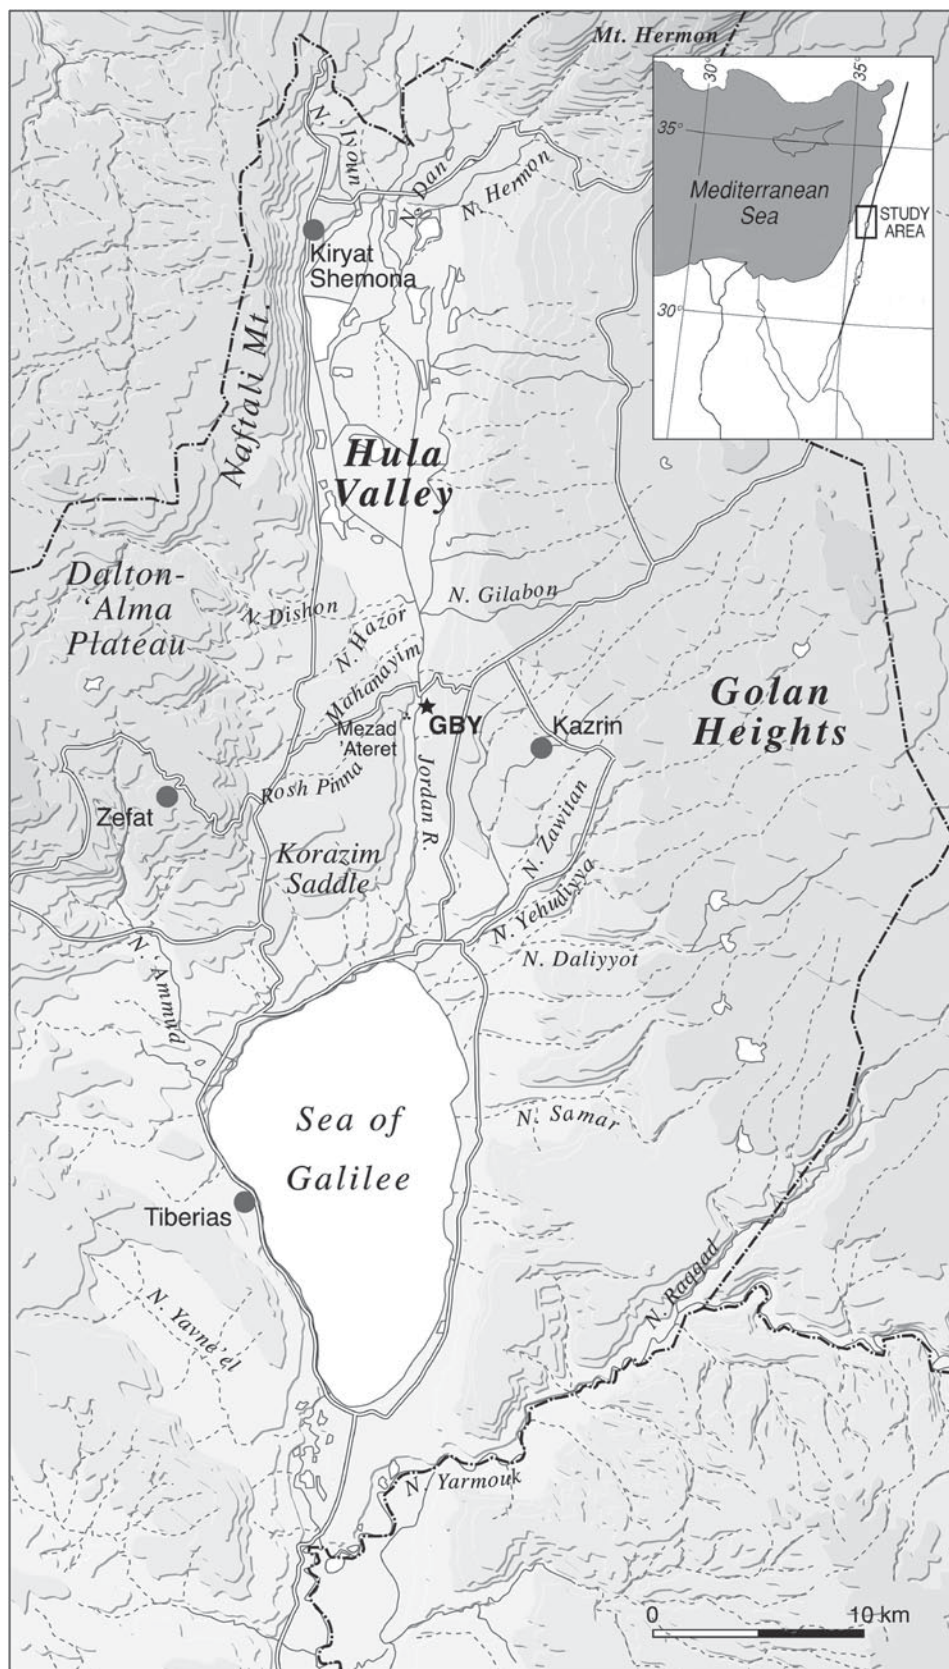 Mt. Hermon
30°
35°
35°
Mediterranean
Sea
STUDY
AREA
30°
N. 'Iyoun
N. Dan
N. Hermon
Kiryat
Shemona
Naftali Mt.
Hula
Valley
Dalton-
'Alma
Plateau
N. Dishon
N. Gilabon
N. Hazor
Mahanayim
Golan
Heights
Mezad
'Ateret
GBY
Kazrin
Rosh Pinna
Jordan R.
Zefat
N. Zawitan
Korazim
Saddle
N. Yehudiyya
N. Daliyyot
N. 'Ammud
Sea of
Galilee
N. Samar
Tiberias
N. Raqqad
N. Yavne'el
N. Yarmouk
0 10 km